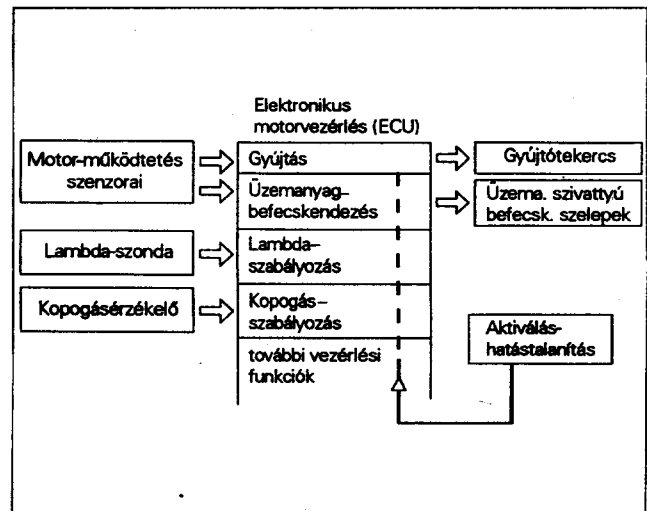 Elektronikus
motorvezérlés (ECU)
Motor-működtetés
szenzorai
Gyújtás
Gyújtótekercs
Üzemanyag–
befecskendezés
Üzema. szivattyú
befecsk. szelepek
Lambda-szonda
Lambda–
szabályozás
Kopogásérzékelő
Kopogás–
szabályozás
Aktiválás-
hatástalanítás
további vezérlési
funkciók